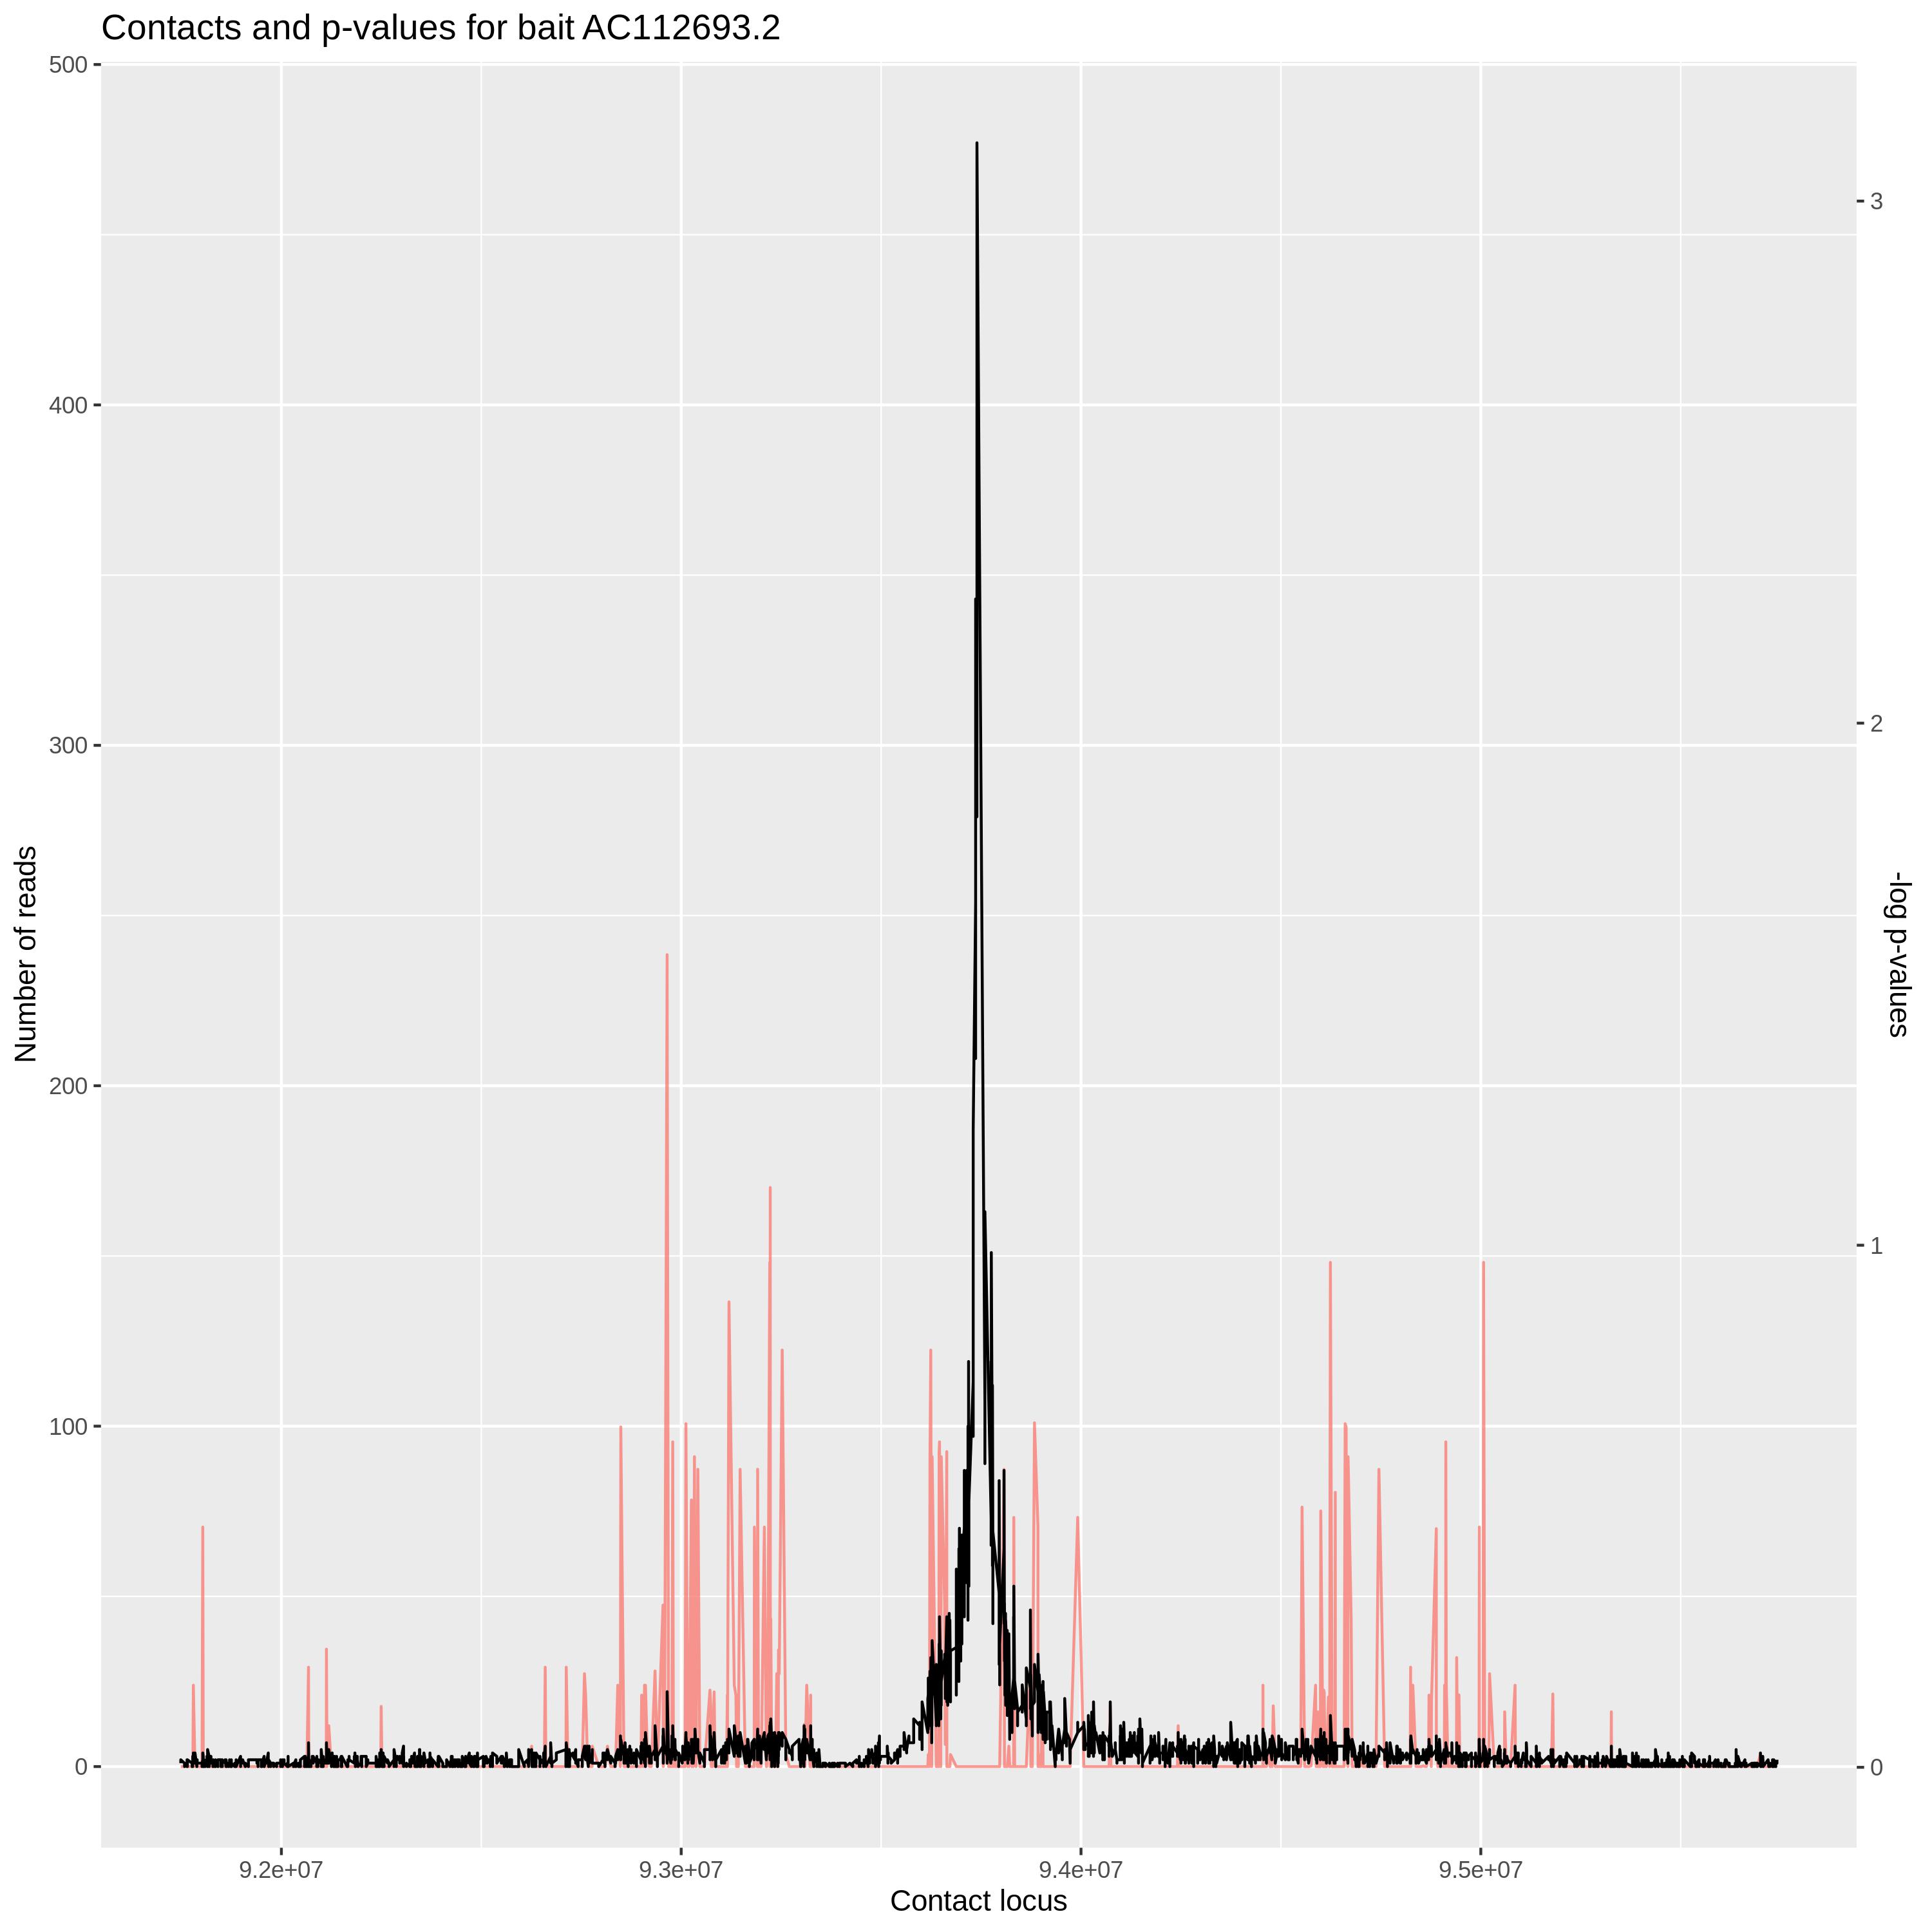 Contacts and p-values for bait AC112693.2
500
400
300
200
100
0
Number of reads
3
2
1
0
-log p-values
9.2e+07
9.3e+07
9.4e+07
9.5e+07
Contact locus